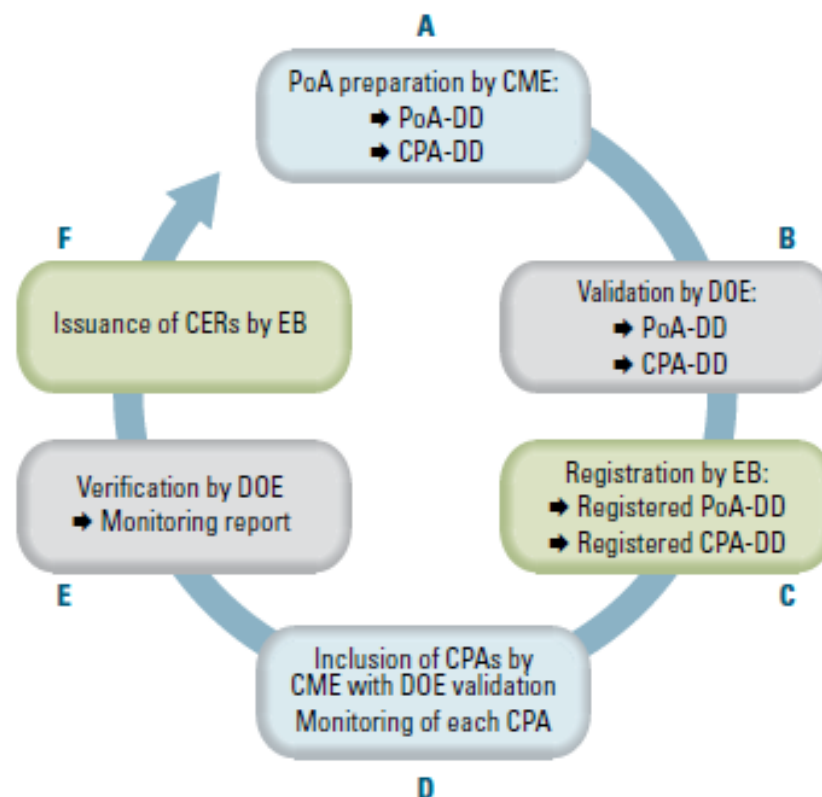 A
PoA preparation by CME:
➡ PoA-DD
➡ CPA-DD
B
Validation by DOE:
➡ PoA-DD
➡ CPA-DD
Registration by EB:
➡ Registered PoA-DD
➡ Registered CPA-DD
C
Inclusion of CPAs by
CME with DOE validation
Monitoring of each CPA
D
Verification by DOE
➡ Monitoring report
E
F
Issuance of CERs by EB